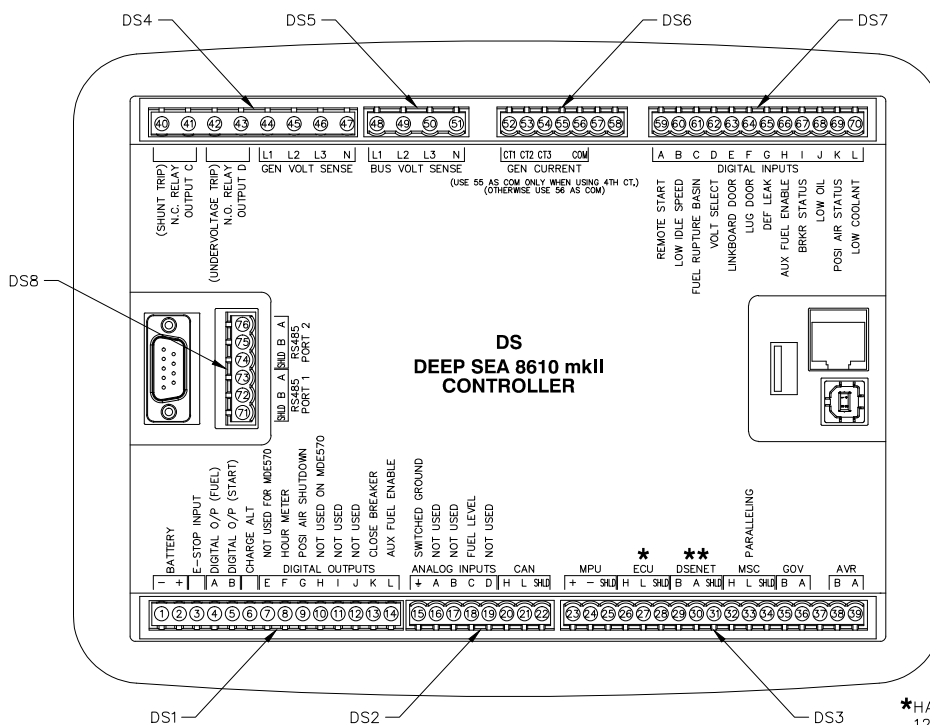 DS4
DS5
DS6
DS7
40 41 42 43 44 45 46 47
48 49 50 51
52 53 54 55 56 57 58
59 60 61 62 63 64 65 66 67 68 69 70
L1 L2 L3 N
GEN VOLT SENSE
L1 L2 L3 N
BUS VOLT SENSE
CT1 CT2 CT3 COM
GEN CURRENT
(USE 55 AS COM ONLY WHEN USING 4TH CT,)
(OTHERWISE USE 56 AS COM)
A B C D E F G H I J K L
DIGITAL INPUTS
(SHUNT TRIP)
N.C. RELAY
OUTPUT C
(UNDERVOLTAGE TRIP)
N.O. RELAY
OUTPUT D
REMOTE START
LOW IDLE SPEED
FUEL RUPTURE BASIN
VOLT SELECT
LINKBOARD DOOR
LUG DOOR
DEF LEAK
AUX FUEL ENABLE
BRKR STATUS
LOW OIL
POSI AIR STATUS
LOW COOLANT
DS8
76
75
74
73
72
71
SHLD B A
RS485
PORT 2
SHLD B A
RS485
PORT 1
DS
DEEP SEA 8610 mkII
CONTROLLER
BATTERY
E-STOP INPUT
DIGITAL O/P (FUEL)
DIGITAL O/P (START)
CHARGE ALT
NOT USED FOR MDE570
HOUR METER
POSI AIR SHUTDOWN
NOT USED ON MDE570
NOT USED
NOT USED
CLOSE BREAKER
AUX FUEL ENABLE
SWITCHED GROUND
NOT USED
NOT USED
FUEL LEVEL
NOT USED
PARALLELING
* **
DIGITAL OUTPUTS
ANALOG INPUTS
CAN
MPU
ECU
DSENET
MSC
GOV
AVR
- + A B E F G H I J K L
A B C D H L SHLD
+ - SHLD H L SHLD B A SHLD H L SHLD B A B A
1 2 3 4 5 6 7 8 9 10 11 12 13 14
15 16 17 18 19 20 21 22
23 24 25 26 27 28 29 30 31 32 33 34 35 36 37 38 39
DS1
DS2
DS3
*HA
12